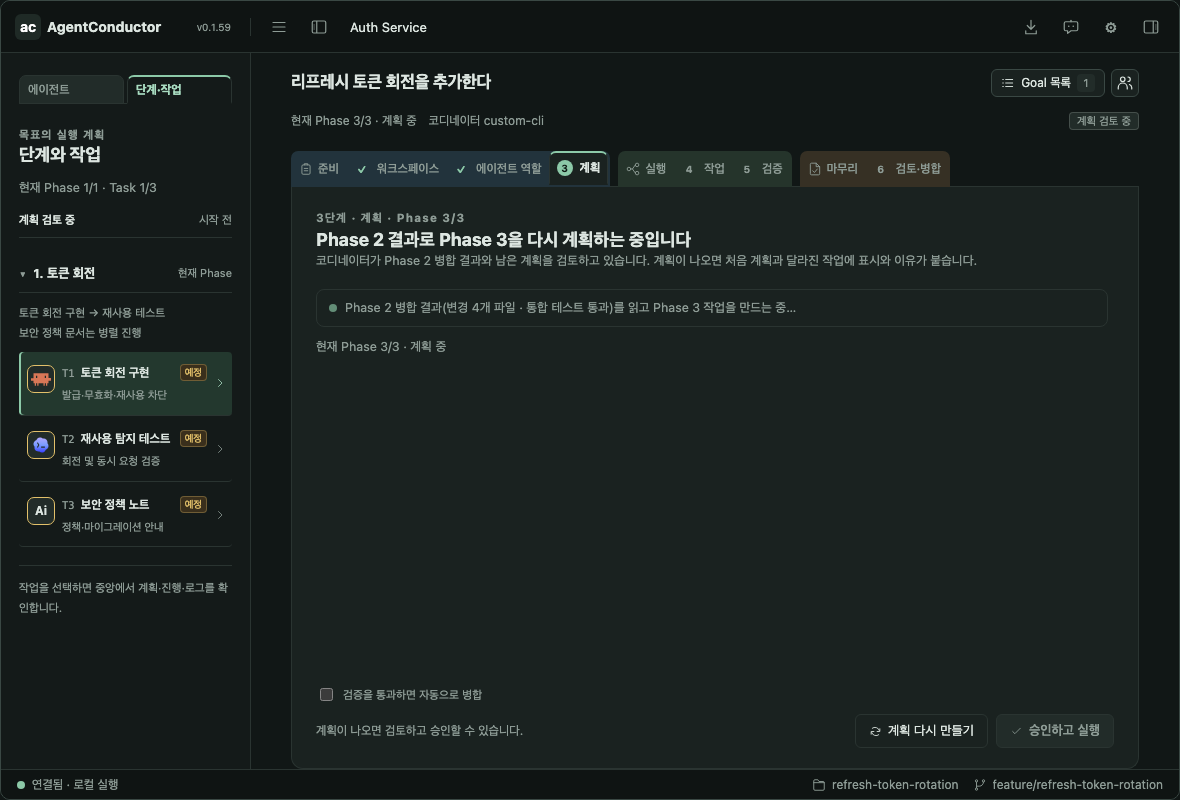 ac AgentConductor v0.1.59 Auth Service
에이전트 단계·작업
목표의 실행 계획
단계와 작업
현재 Phase 1/1 · Task 1/3
계획 검토 중 시작 전
1. 토큰 회전 현재 Phase
토큰 회전 구현 → 재사용 테스트
보안 정책 문서는 병렬 진행
T1 토큰 회전 구현 예정
발급·무효화·재사용 차단
T2 재사용 탐지 테스트 예정
회전 및 동시 요청 검증
Ai T3 보안 정책 노트 예정
정책·마이그레이션 안내
작업을 선택하면 중앙에서 계획·진행·로그를 확
인합니다.
리프레시 토큰 회전을 추가한다
Goal 목록 1
현재 Phase 3/3 · 계획 중 코디네이터 custom-cli
계획 검토 중
준비 워크스페이스 에이전트 역할 3 계획 실행 4 작업 5 검증 마무리 6 검토·병합
3단계 · 계획 · Phase 3/3
Phase 2 결과로 Phase 3을 다시 계획하는 중입니다
코디네이터가 Phase 2 병합 결과와 남은 계획을 검토하고 있습니다. 계획이 나오면 처음 계획과 달라진 작업에 표시와 이유가 붙습니다.
Phase 2 병합 결과(변경 4개 파일 · 통합 테스트 통과)를 읽고 Phase 3 작업을 만드는 중...
현재 Phase 3/3 · 계획 중
검증을 통과하면 자동으로 병합
계획이 나오면 검토하고 승인할 수 있습니다.
계획 다시 만들기 승인하고 실행
연결됨 · 로컬 실행 refresh-token-rotation feature/refresh-token-rotation